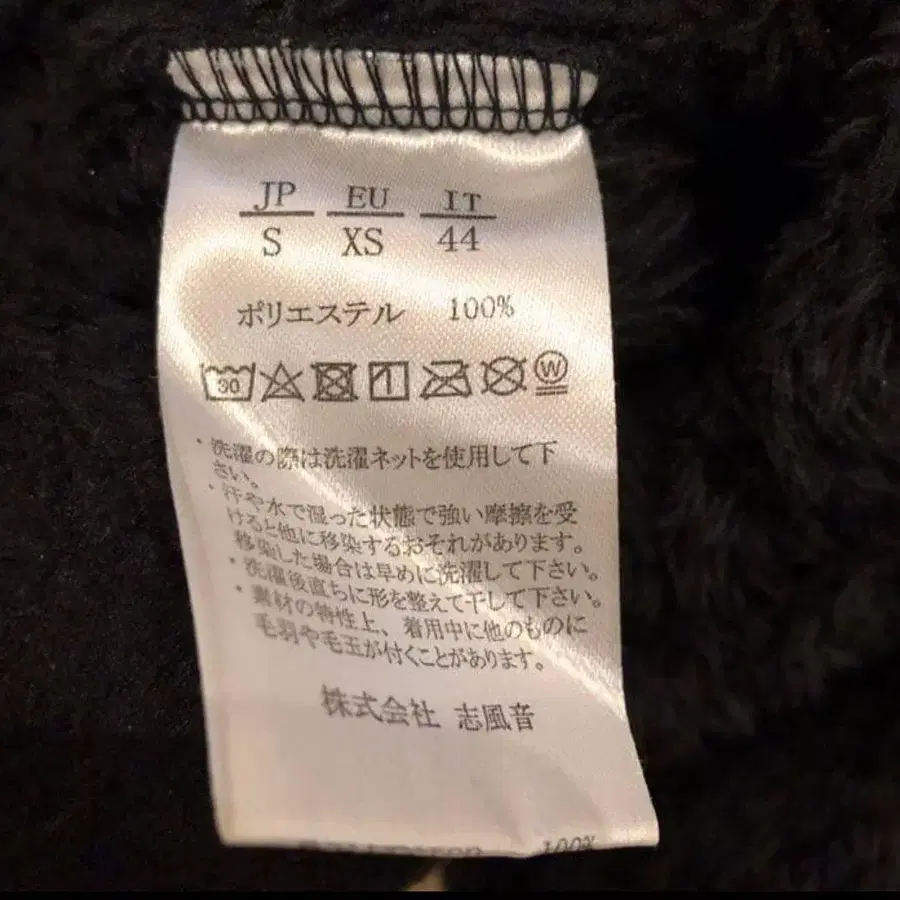 JP EU IT
S XS 44
ポリエステル 100%
30
W
・洗濯の際は洗濯ネットを使用して下
さい。
・汗や水で湿った状態で強い摩擦を受
けると他に移染するおそれがあります。
移染した場合は早めに洗濯して下さい。
・洗濯後直ちに形を整えて干して下さい。
・素材の特性上、着用中に他のものに
毛羽や毛玉が付くことがあります。
株式会社 志風音
100%